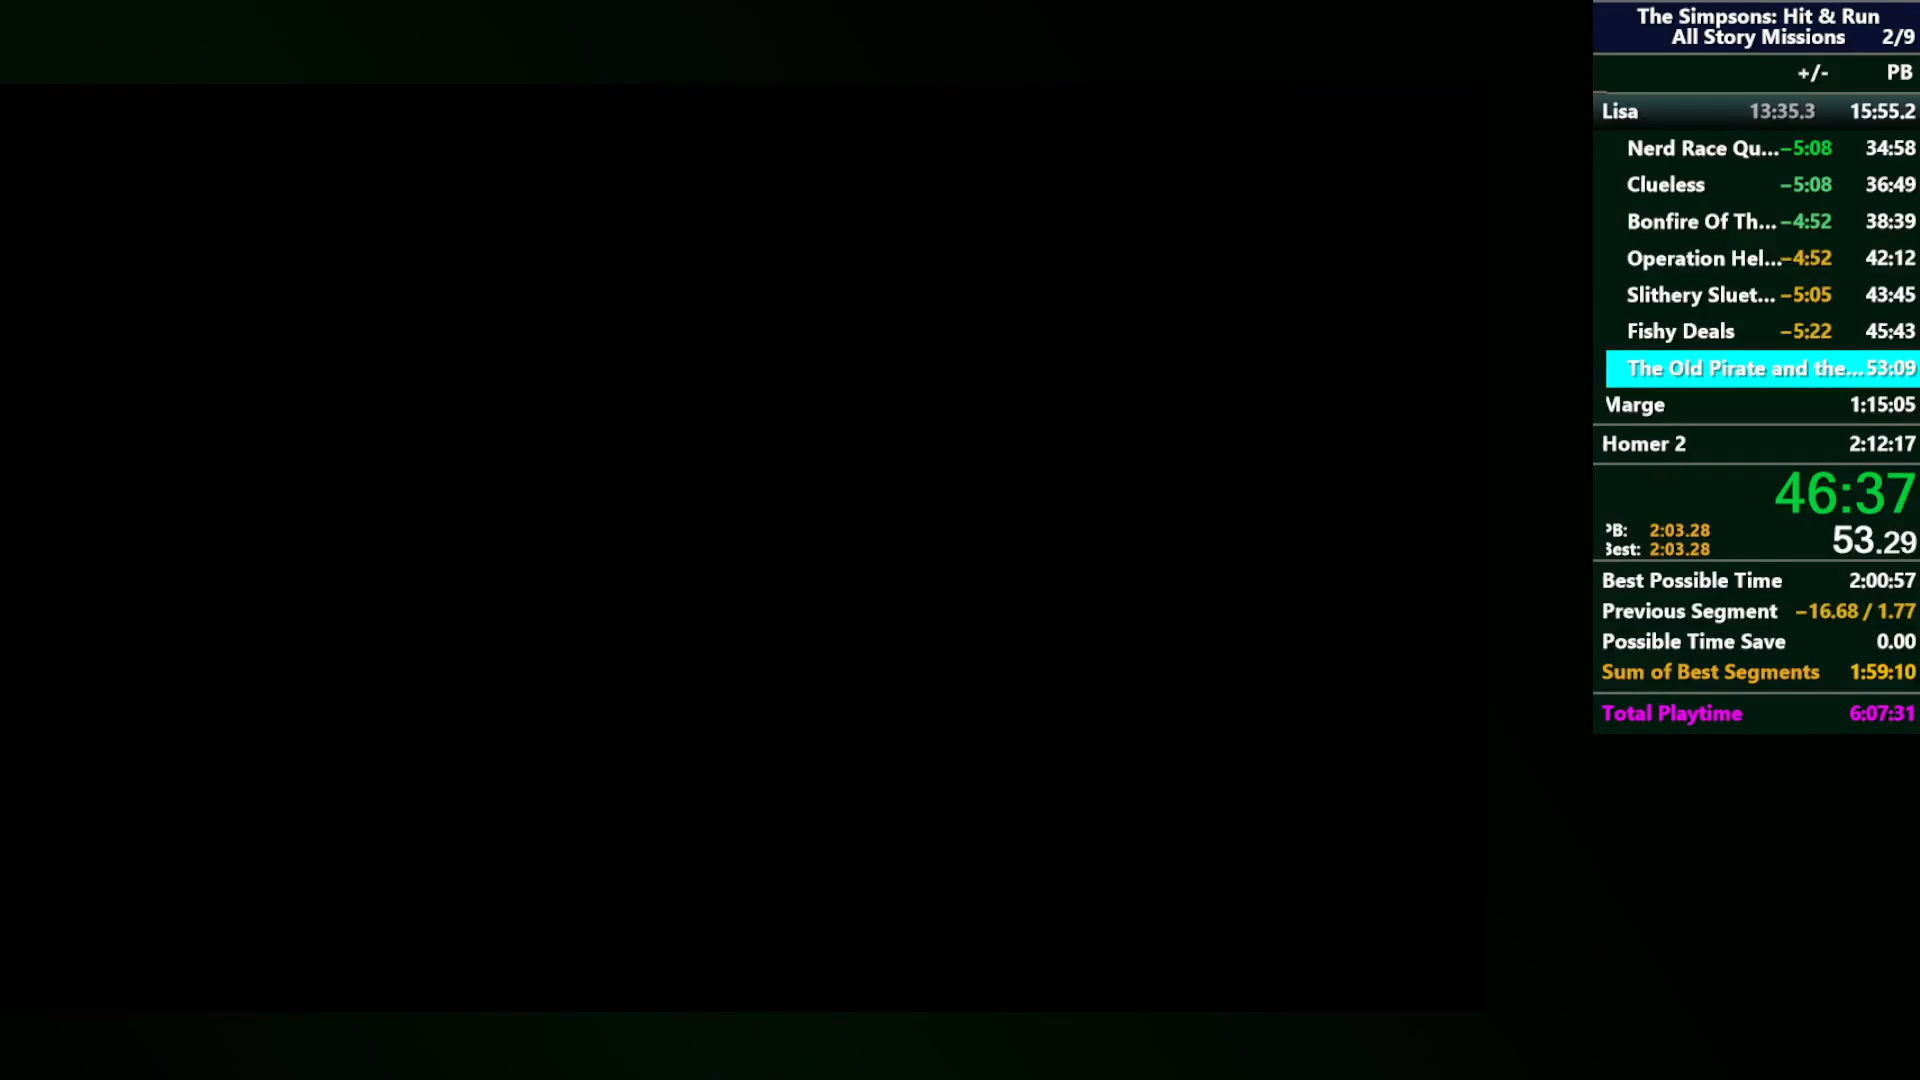 The Simpsons: Hit & Run
All Story Missions 2/9
+/- PB
Lisa 13:35.3 15:55.2
Nerd Race Qu... −5:08 34:58
Clueless −5:08 36:49
Bonfire Of Th... −4:52 38:39
Operation Hel... −4:52 42:12
Slithery Sluet... −5:05 43:45
Fishy Deals −5:22 45:43
The Old Pirate and the... 53:09
Marge 1:15:05
Homer 2 2:12:17
46:37
PB: 2:03.28 53.29
Best: 2:03.28
Best Possible Time 2:00:57
Previous Segment −16.68 / 1.77
Possible Time Save 0.00
Sum of Best Segments 1:59:10
Total Playtime 6:07:31